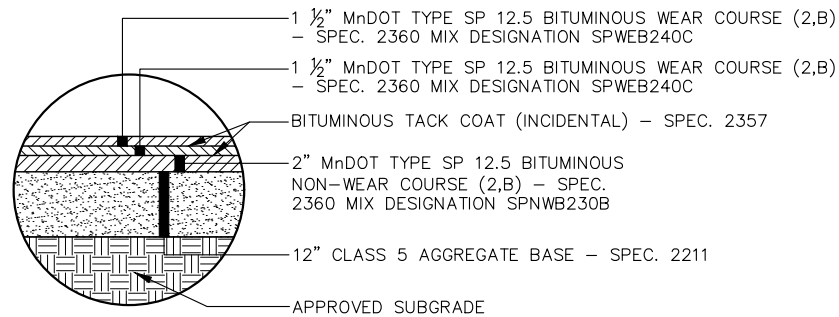 1 ½” MnDOT TYPE SP 12.5 BITUMINOUS WEAR COURSE (2,B)
– SPEC. 2360 MIX DESIGNATION SPWEB240C
1 ½” MnDOT TYPE SP 12.5 BITUMINOUS WEAR COURSE (2,B)
– SPEC. 2360 MIX DESIGNATION SPWEB240C
BITUMINOUS TACK COAT (INCIDENTAL) – SPEC. 2357
2” MnDOT TYPE SP 12.5 BITUMINOUS
NON–WEAR COURSE (2,B) – SPEC.
2360 MIX DESIGNATION SPNWB230B
12” CLASS 5 AGGREGATE BASE – SPEC. 2211
APPROVED SUBGRADE